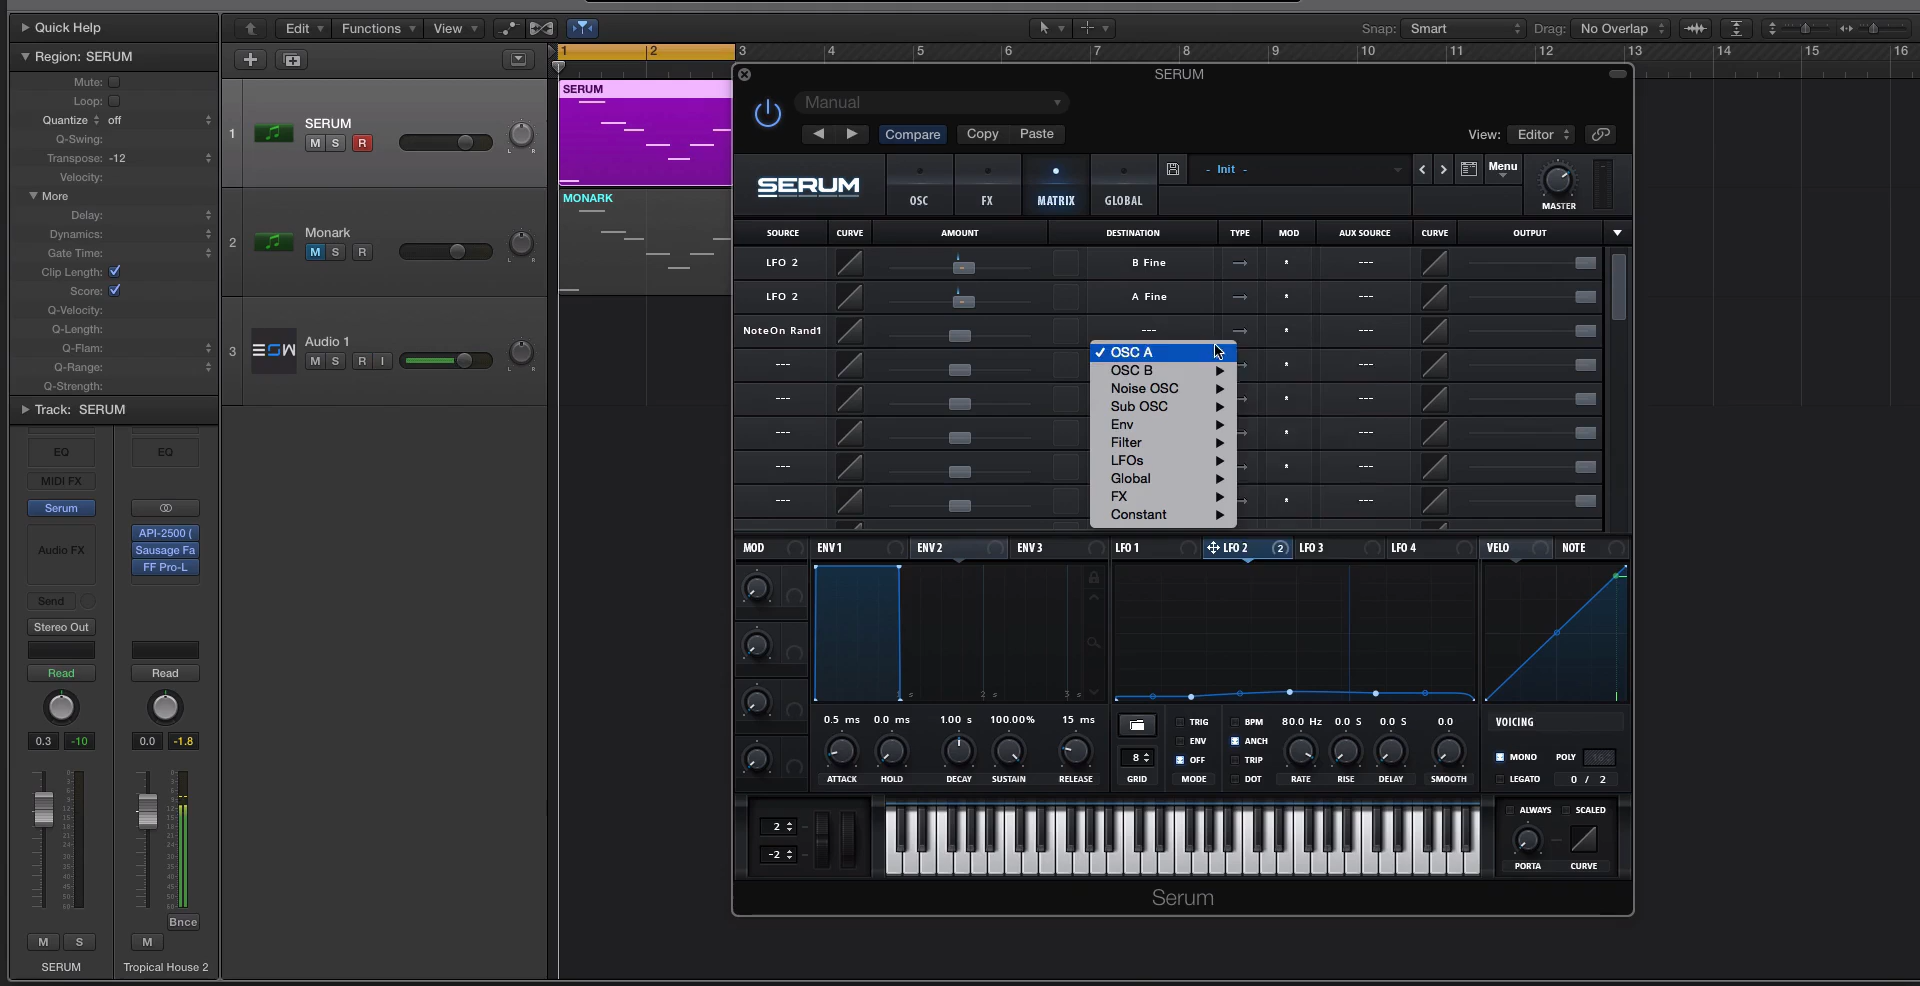 Quick Help
Edit
Functions
View
Snap: Smart
Drag: No Overlap
Region: SERUM
1 2 3 4 5 6 7 8 9 10 11 12 13 14 15 16
Mute:
Loop:
Quantize off
Q-Swing:
Transpose: -12
Velocity:
More
Delay:
Dynamics:
Gate Time:
Clip Length:
Score:
Q-Velocity:
Q-Length:
Q-Flam:
Q-Range:
Q-Strength:
Track: SERUM
1 SERUM
M S R
L R
2 Monark
M S R
L R
3 Audio 1
M S R I
L R
SERUM
MONARK
EQ EQ
MIDI FX
Serum
API-2500 (
Audio FX Sausage Fa
FF Pro-L
Send
Stereo Out
Read Read
0.3 -10 0.0 -1.8
Bnce
M S M
SERUM Tropical House 2
SERUM
Manual
Compare Copy Paste
View: Editor
SERUM
OSC FX MATRIX GLOBAL
- Init -
Menu
MASTER
SOURCE CURVE AMOUNT DESTINATION TYPE MOD AUX SOURCE CURVE OUTPUT
LFO 2 B Fine * ---
LFO 2 A Fine * ---
NoteOn Rand1 --- * ---
--- * ---
--- * ---
--- * ---
--- * ---
--- * ---
OSC A
OSC B
Noise OSC
Sub OSC
Env
Filter
LFOs
Global
FX
Constant
MOD ENV 1 ENV 2 ENV 3 LFO 1 LFO 2 2 LFO 3 LFO 4 VELO NOTE
s 2 s 3 s
0.5 ms 0.0 ms 1.00 s 100.00% 15 ms
ATTACK HOLD DECAY SUSTAIN RELEASE
8
GRID
TRIG
ENV
OFF
MODE
BPM
ANCH
TRIP
DOT
80.0 Hz 0.0 S 0.0 S 0.0
RATE RISE DELAY SMOOTH
VOICING
MONO POLY
LEGATO 0 / 2
2
-2
ALWAYS SCALED
PORTA CURVE
Serum